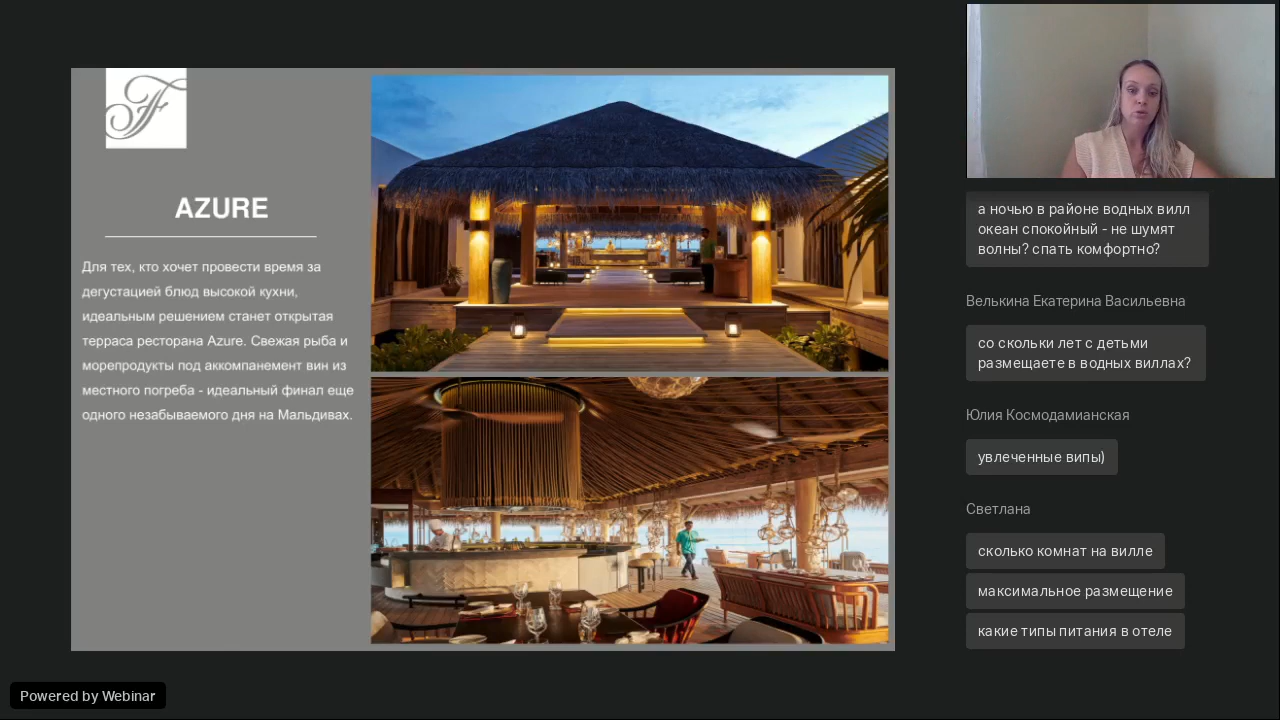 AZURE
Для тех, кто хочет провести время за
дегустацией блюд высокой кухни,
идеальным решением станет открытая
терраса ресторана Azure. Свежая рыба и
морепродукты под аккомпанемент вин из
местного погреба - идеальный финал еще
одного незабываемого дня на Мальдивах.
а ночью в районе водных вилл
океан спокойный - не шумят
волны? спать комфортно?
Велькина Екатерина Васильевна
со скольки лет с детьми
размещаете в водных виллах?
Юлия Космодамианская
увлеченные випы)
Светлана
сколько комнат на вилле
максимальное размещение
какие типы питания в отеле
Powered by Webinar